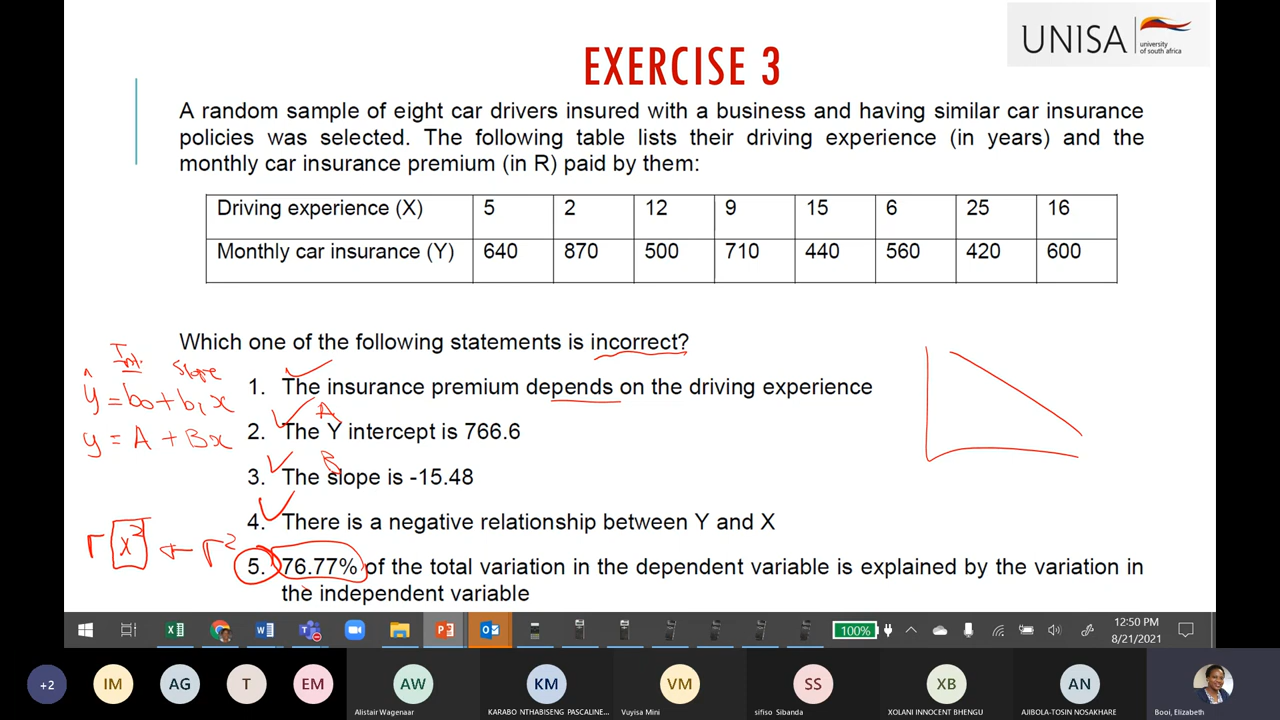 UNISA
university
of south africa
EXERCISE 3
A random sample of eight car drivers insured with a business and having similar car insurance
policies was selected. The following table lists their driving experience (in years) and the
monthly car insurance premium (in R) paid by them:
Driving experience (X) 5 2 12 9 15 6 25 16
Monthly car insurance (Y) 640 870 500 710 440 560 420 600
Which one of the following statements is incorrect?
Int. Slope
ŷ = b0 + b1x
y = A + Bx
1. The insurance premium depends on the driving experience
A
2. The Y intercept is 766.6
B
3. The slope is -15.48
4. There is a negative relationship between Y and X
r x² ← r²
5. 76.77% of the total variation in the dependent variable is explained by the variation in
the independent variable
100%
12:50 PM
8/21/2021
+2 IM AG T EM AW KM VM SS XB AN
Alistair Wagenaar KARABO NTHABISENG PASCALINE... Vuyisa Mini sifiso Sibanda XOLANI INNOCENT BHENGU AJIBOLA-TOSIN NOSAKHARE Booi, Elizabeth